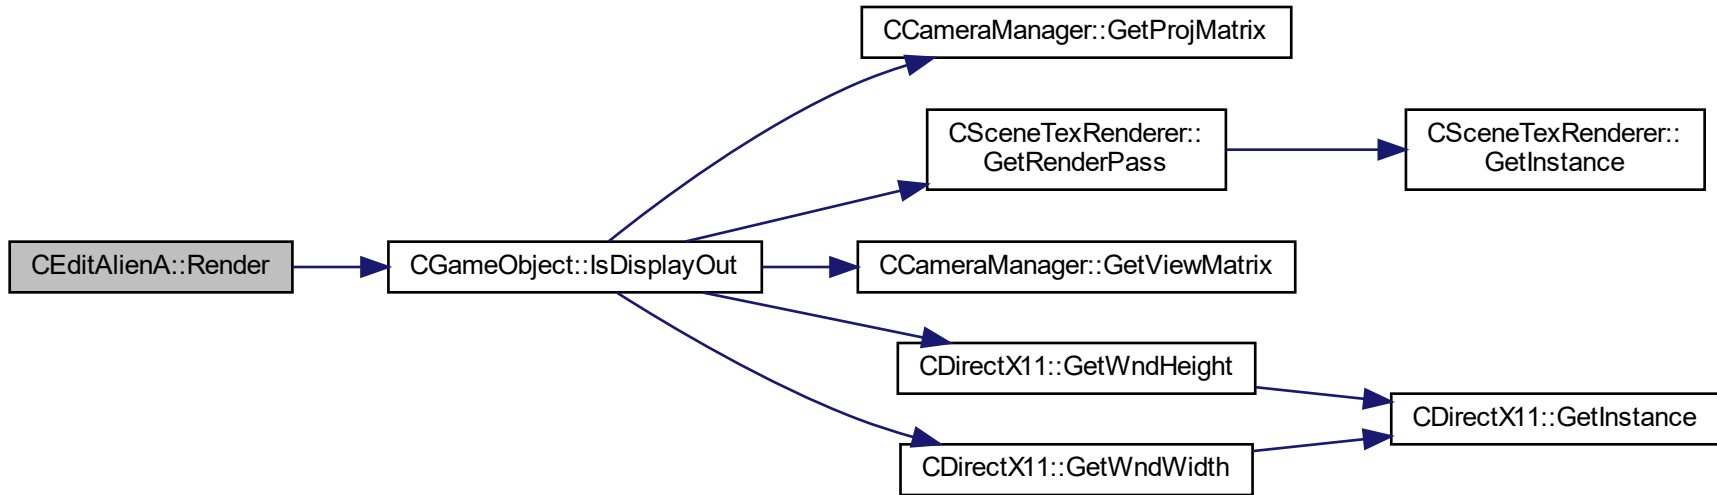 CEditAlienA::Render
CGameObject::IsDisplayOut
CCameraManager::GetProjMatrix
CSceneTexRenderer::
GetRenderPass
CSceneTexRenderer::
GetInstance
CCameraManager::GetViewMatrix
CDirectX11::GetWndHeight
CDirectX11::GetWndWidth
CDirectX11::GetInstance